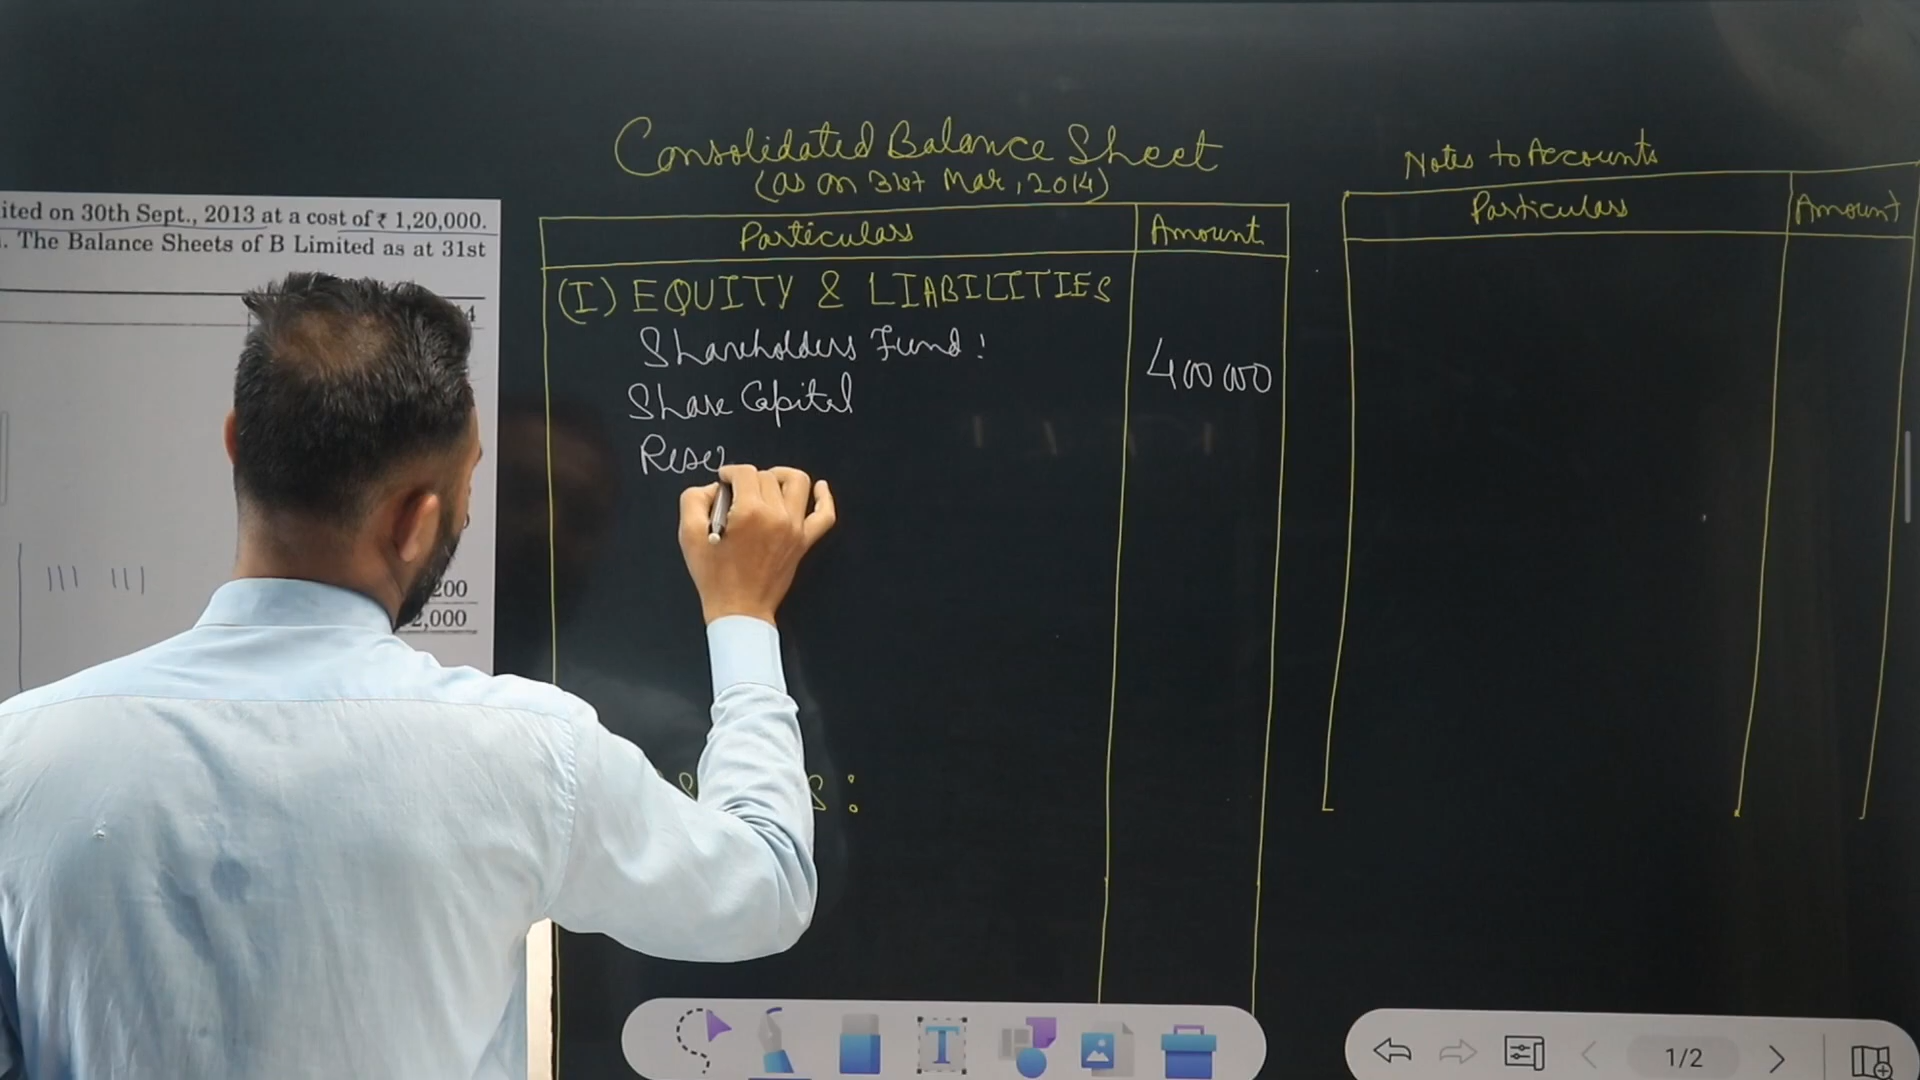 ited on 30th Sept., 2013 at a cost of ₹ 1,20,000.
. The Balance Sheets of B Limited as at 31st
4
200
2,000
Consolidated Balance Sheet
(as on 31st Mar, 2014)
Particulars Amount
(I) EQUITY & LIABILITIES
Shareholders Fund:
Share Capital 400000
Rese
S :
Notes to Accounts
Particulars Amount
T
1/2